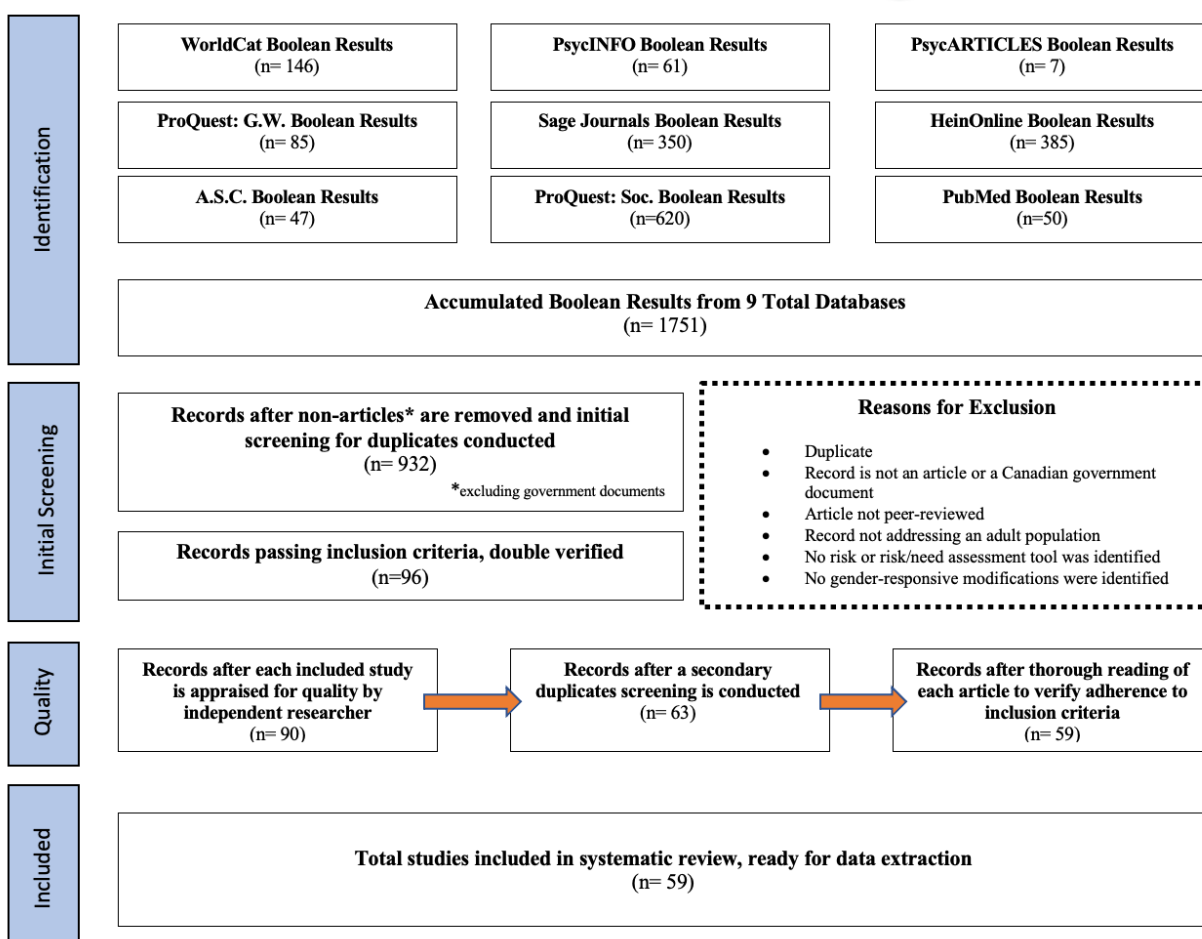 Identification
WorldCat Boolean Results
(n= 146)
PsycINFO Boolean Results
(n= 61)
PsycARTICLES Boolean Results
(n= 7)
ProQuest: G.W. Boolean Results
(n= 85)
Sage Journals Boolean Results
(n= 350)
HeinOnline Boolean Results
(n= 385)
A.S.C. Boolean Results
(n= 47)
ProQuest: Soc. Boolean Results
(n=620)
PubMed Boolean Results
(n=50)
Accumulated Boolean Results from 9 Total Databases
(n= 1751)
Initial Screening
Records after non-articles* are removed and initial
screening for duplicates conducted
(n= 932)
*excluding government documents
Records passing inclusion criteria, double verified
(n=96)
Reasons for Exclusion
• Duplicate
• Record is not an article or a Canadian government
document
• Article not peer-reviewed
• Record not addressing an adult population
• No risk or risk/need assessment tool was identified
• No gender-responsive modifications were identified
Quality
Records after each included study
is appraised for quality by
independent researcher
(n= 90)
Records after a secondary
duplicates screening is conducted
(n= 63)
Records after thorough reading of
each article to verify adherence to
inclusion criteria
(n= 59)
Included
Total studies included in systematic review, ready for data extraction
(n= 59)